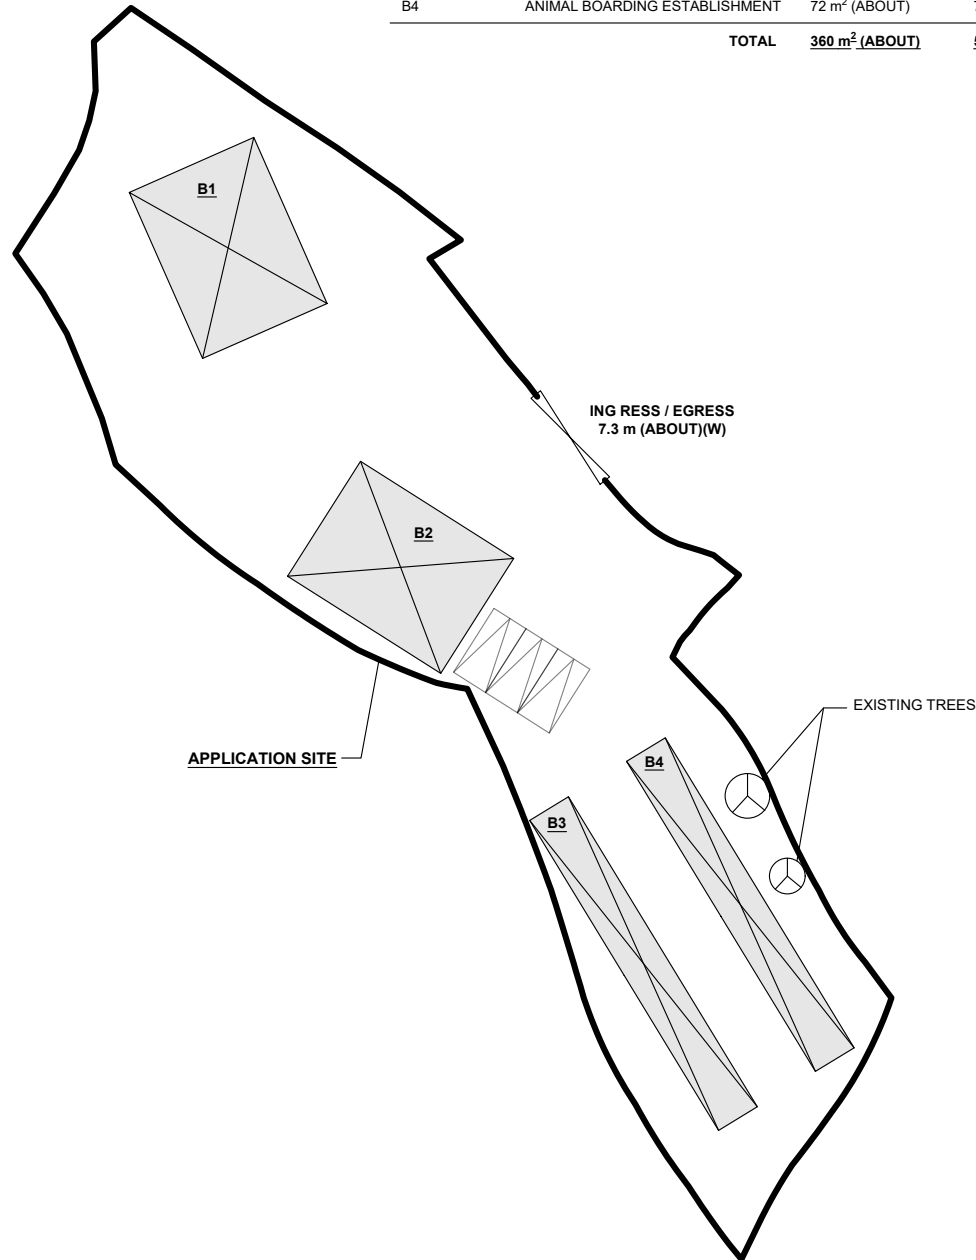 B4 ANIMAL BOARDING ESTABLISHMENT 72 m² (ABOUT)
TOTAL 360 m² (ABOUT)
B1
ING RESS / EGRESS
7.3 m (ABOUT)(W)
B2
EXISTING TREES
APPLICATION SITE
B4
B3